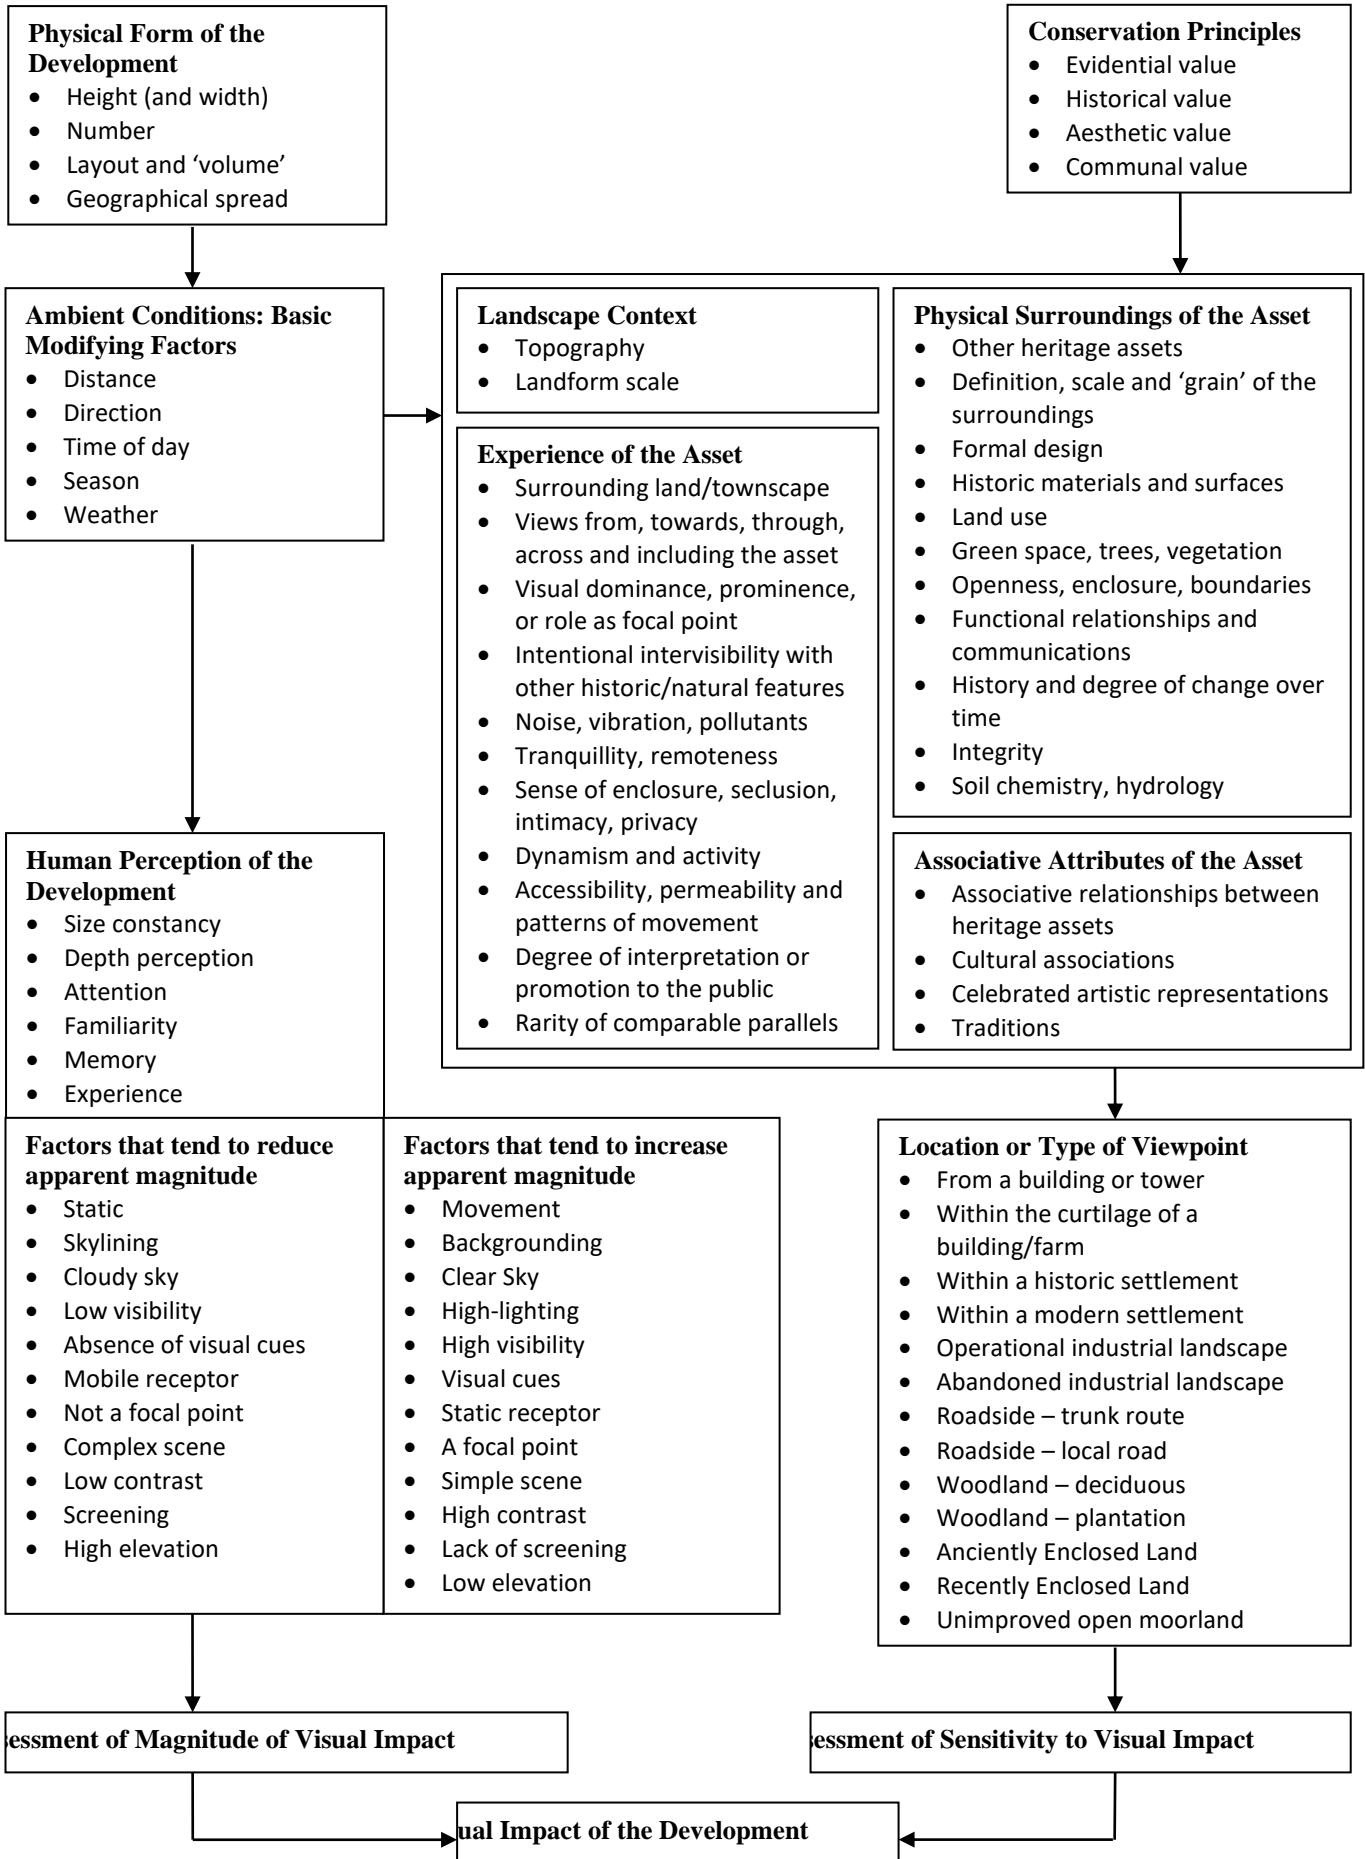 Physical Form of the
Development
• Height (and width)
• Number
• Layout and ‘volume’
• Geographical spread
Conservation Principles
• Evidential value
• Historical value
• Aesthetic value
• Communal value
Ambient Conditions: Basic
Modifying Factors
• Distance
• Direction
• Time of day
• Season
• Weather
Landscape Context
• Topography
• Landform scale
Experience of the Asset
• Surrounding land/townscape
• Views from, towards, through,
across and including the asset
• Visual dominance, prominence,
or role as focal point
• Intentional intervisibility with
other historic/natural features
• Noise, vibration, pollutants
• Tranquillity, remoteness
• Sense of enclosure, seclusion,
intimacy, privacy
• Dynamism and activity
• Accessibility, permeability and
patterns of movement
• Degree of interpretation or
promotion to the public
• Rarity of comparable parallels
Physical Surroundings of the Asset
• Other heritage assets
• Definition, scale and ‘grain’ of the
surroundings
• Formal design
• Historic materials and surfaces
• Land use
• Green space, trees, vegetation
• Openness, enclosure, boundaries
• Functional relationships and
communications
• History and degree of change over
time
• Integrity
• Soil chemistry, hydrology
Associative Attributes of the Asset
• Associative relationships between
heritage assets
• Cultural associations
• Celebrated artistic representations
• Traditions
Human Perception of the
Development
• Size constancy
• Depth perception
• Attention
• Familiarity
• Memory
• Experience
Factors that tend to reduce
apparent magnitude
• Static
• Skylining
• Cloudy sky
• Low visibility
• Absence of visual cues
• Mobile receptor
• Not a focal point
• Complex scene
• Low contrast
• Screening
• High elevation
Factors that tend to increase
apparent magnitude
• Movement
• Backgrounding
• Clear Sky
• High-lighting
• High visibility
• Visual cues
• Static receptor
• A focal point
• Simple scene
• High contrast
• Lack of screening
• Low elevation
Location or Type of Viewpoint
• From a building or tower
• Within the curtilage of a
building/farm
• Within a historic settlement
• Within a modern settlement
• Operational industrial landscape
• Abandoned industrial landscape
• Roadside – trunk route
• Roadside – local road
• Woodland – deciduous
• Woodland – plantation
• Anciently Enclosed Land
• Recently Enclosed Land
• Unimproved open moorland
sessment of Magnitude of Visual Impact
sessment of Sensitivity to Visual Impact
ual Impact of the Development